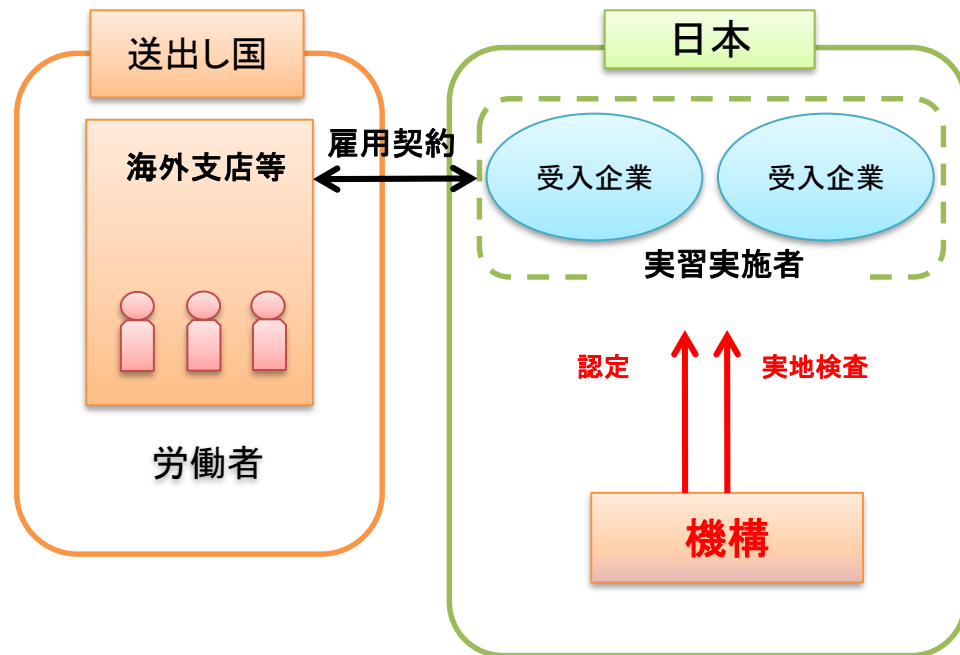 送出し国
日本
海外支店等
雇用契約
受入企業
受入企業
実習実施者
認定
実地検査
労働者
機構